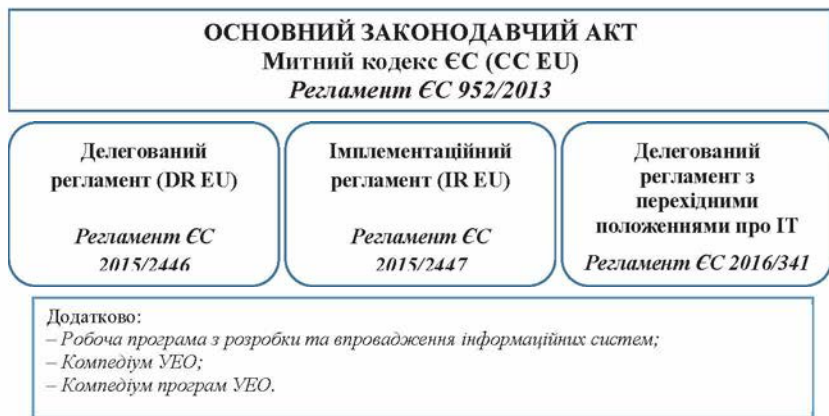 ОСНОВНИЙ ЗАКОНОДАВЧИЙ АКТ
Митний кодекс ЄС (CC EU)
Регламент ЄС 952/2013
Делегований
регламент (DR EU)
Регламент ЄС
2015/2446
Імплементаційний
регламент (IR EU)
Регламент ЄС
2015/2447
Делегований
регламент з
перехідними
положеннями про ІТ
Регламент ЄС 2016/341
Додатково:
– Робоча програма з розробки та впровадження інформаційних систем;
– Компедіум УЕО;
– Компедіум програм УЕО.